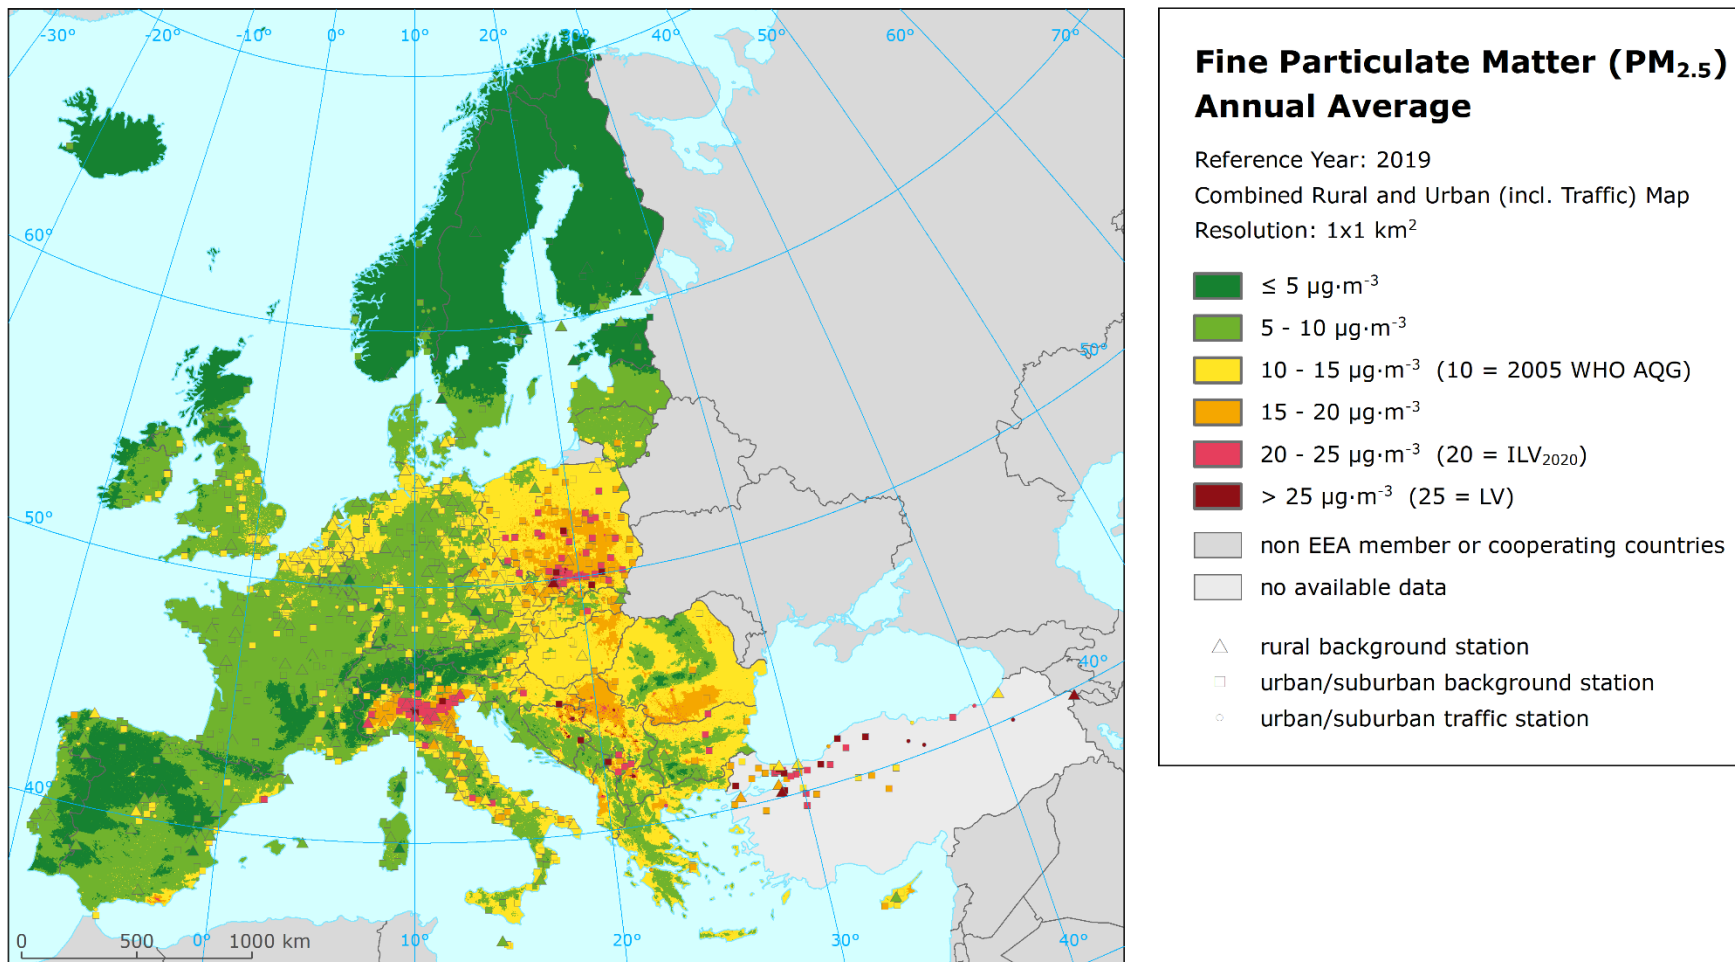 -30°
-20°
-10°
0°
10°
20°
30°
40°
50°
60°
70°
60°
50°
50°
40°
40°
0
500
1000 km
0°
10°
20°
30°
40°
Fine Particulate Matter (PM2.5)
Annual Average
Reference Year: 2019
Combined Rural and Urban (incl. Traffic) Map
Resolution: 1x1 km²
≤ 5 µg·m⁻³
5 - 10 µg·m⁻³
10 - 15 µg·m⁻³ (10 = 2005 WHO AQG)
15 - 20 µg·m⁻³
20 - 25 µg·m⁻³ (20 = ILV2020)
> 25 µg·m⁻³ (25 = LV)
non EEA member or cooperating countries
no available data
rural background station
urban/suburban background station
urban/suburban traffic station